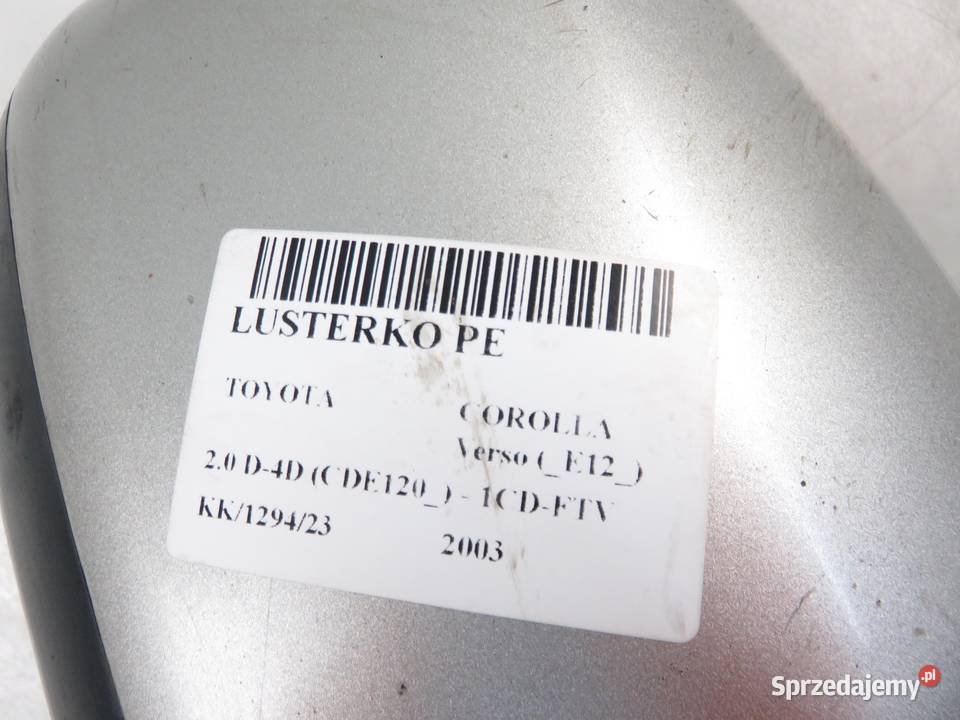 LUSTERKO PE
TOYOTA
COROLLA
Verso (_E12_)
2.0 D-4D (CDE120_) - 1CD-FTV
KK/1294/23
2003
Sprzedajemy.pl